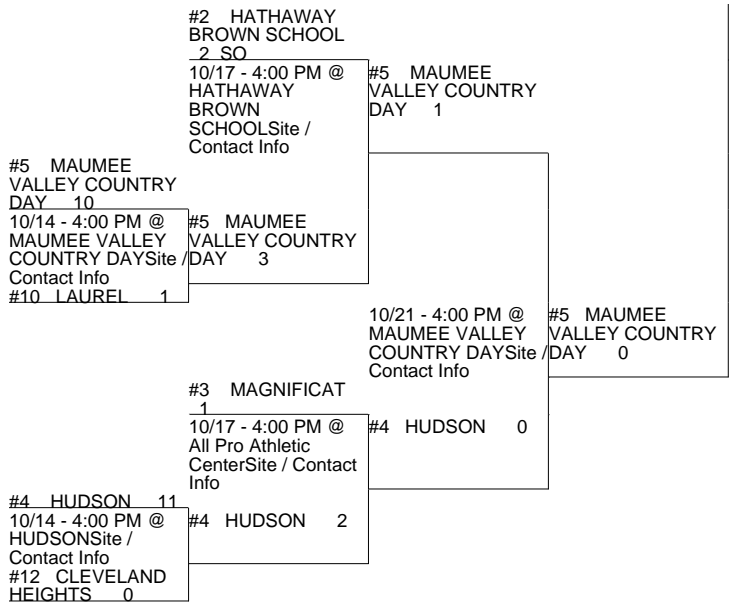 #2 HATHAWAY
BROWN SCHOOL
2 SO
10/17 - 4:00 PM @
HATHAWAY
BROWN
SCHOOLSite /
Contact Info
#5 MAUMEE
VALLEY COUNTRY
DAY 1
#5 MAUMEE
VALLEY COUNTRY
DAY 10
10/14 - 4:00 PM @
MAUMEE VALLEY
COUNTRY DAYSite /
Contact Info
#10 LAUREL 1
#5 MAUMEE
VALLEY COUNTRY
DAY 3
10/21 - 4:00 PM @
MAUMEE VALLEY
COUNTRY DAYSite /
Contact Info
#5 MAUMEE
VALLEY COUNTRY
DAY 0
#3 MAGNIFICAT
1
10/17 - 4:00 PM @
All Pro Athletic
CenterSite / Contact
Info
#4 HUDSON 0
#4 HUDSON 11
10/14 - 4:00 PM @
HUDSONSite /
Contact Info
#12 CLEVELAND
HEIGHTS 0
#4 HUDSON 2